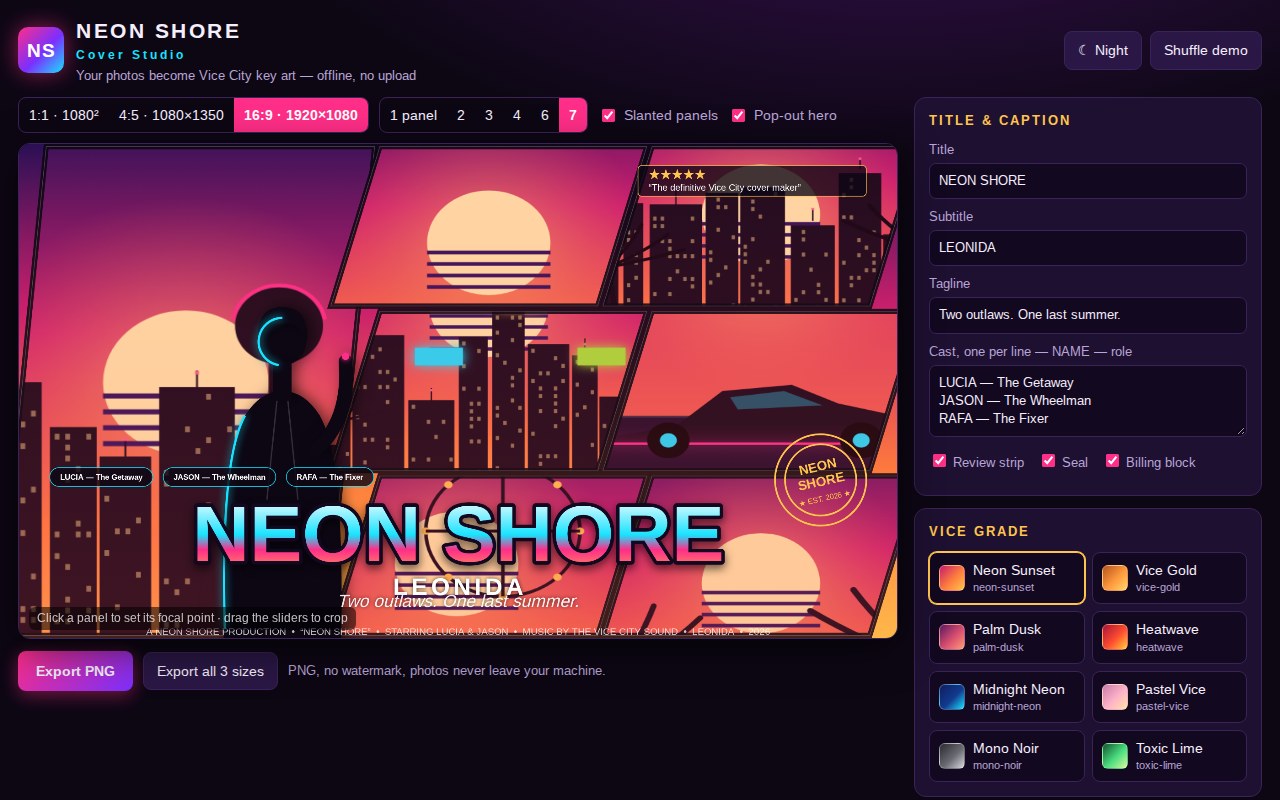 NS
NEON SHORE
Cover Studio
Your photos become Vice City key art — offline, no upload
☾ Night
Shuffle demo
1:1 · 1080²
4:5 · 1080×1350
16:9 · 1920×1080
1 panel
2
3
4
6
7
Slanted panels
Pop-out hero
★★★★★
"The definitive Vice City cover maker"
NEON
SHORE
★ EST. 2026 ★
LUCIA — The Getaway
JASON — The Wheelman
RAFA — The Fixer
NEON SHORE
LEONIDA
Two outlaws. One last summer.
Click a panel to set its focal point · drag the sliders to crop
A NEON SHORE PRODUCTION • "NEON SHORE" • STARRING LUCIA & JASON • MUSIC BY THE VICE CITY SOUND • LEONIDA • 2026
Export PNG
Export all 3 sizes
PNG, no watermark, photos never leave your machine.
TITLE & CAPTION
Title
NEON SHORE
Subtitle
LEONIDA
Tagline
Two outlaws. One last summer.
Cast, one per line — NAME — role
LUCIA — The Getaway
JASON — The Wheelman
RAFA — The Fixer
Review strip
Seal
Billing block
VICE GRADE
Neon Sunset
neon-sunset
Vice Gold
vice-gold
Palm Dusk
palm-dusk
Heatwave
heatwave
Midnight Neon
midnight-neon
Pastel Vice
pastel-vice
Mono Noir
mono-noir
Toxic Lime
toxic-lime